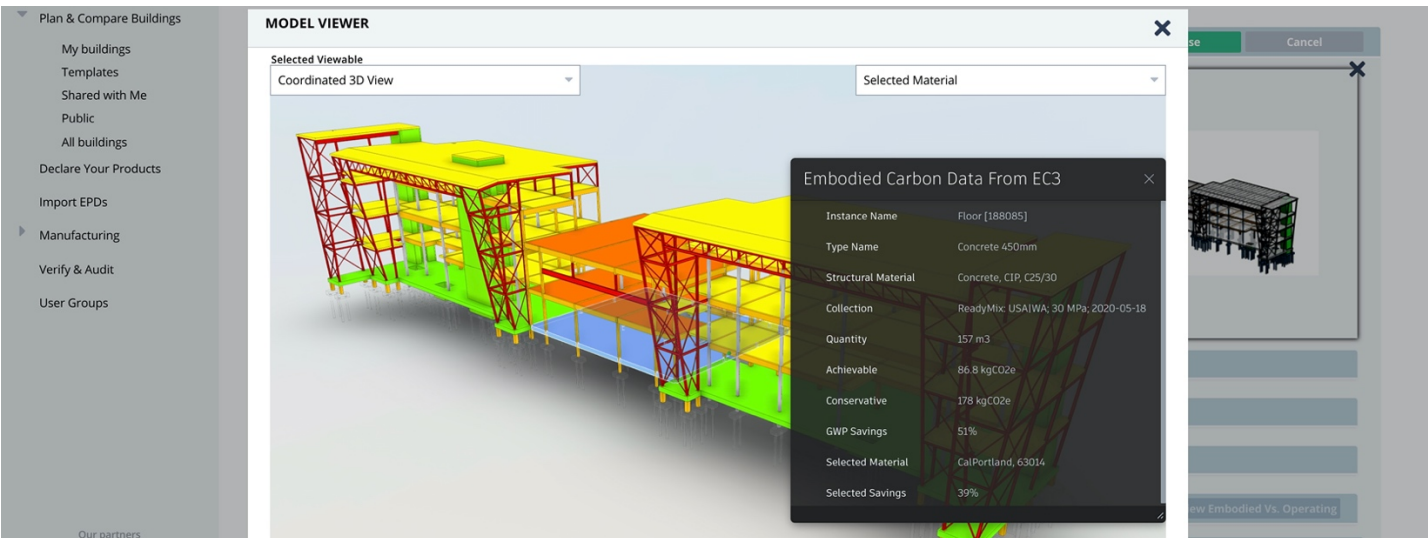 Plan & Compare Buildings
My buildings
Templates
Shared with Me
Public
All buildings
Declare Your Products
Import EPDs
Manufacturing
Verify & Audit
User Groups
Our partners
MODEL VIEWER
Selected Viewable
Coordinated 3D View
Selected Material
Embodied Carbon Data From EC3
Instance Name Floor [188085]
Type Name Concrete 450mm
Structural Material Concrete, CIP, C25/30
Collection ReadyMix: USA|WA; 30 MPa; 2020-05-18
Quantity 157 m3
Achievable 86.8 kgCO2e
Conservative 178 kgCO2e
GWP Savings 51%
Selected Material CalPortland, 63014
Selected Savings 39%
Cancel
Embodied Vs. Operating